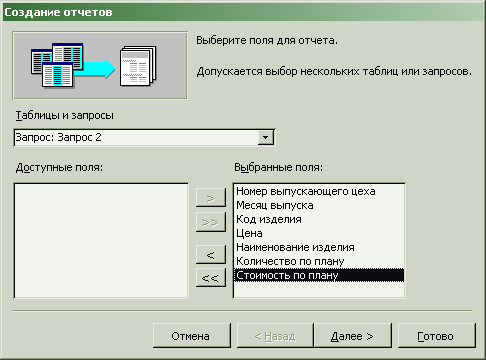 Создание отчетов
Выберите поля для отчета.
Допускается выбор нескольких таблиц или запросов.
Таблицы и запросы
Запрос: Запрос 2
Доступные поля:
Выбранные поля:
Номер выпускающего цеха
Месяц выпуска
Код изделия
Цена
Наименование изделия
Количество по плану
Стоимость по плану
>
>>
<
<<
Отмена
< Назад
Далее >
Готово